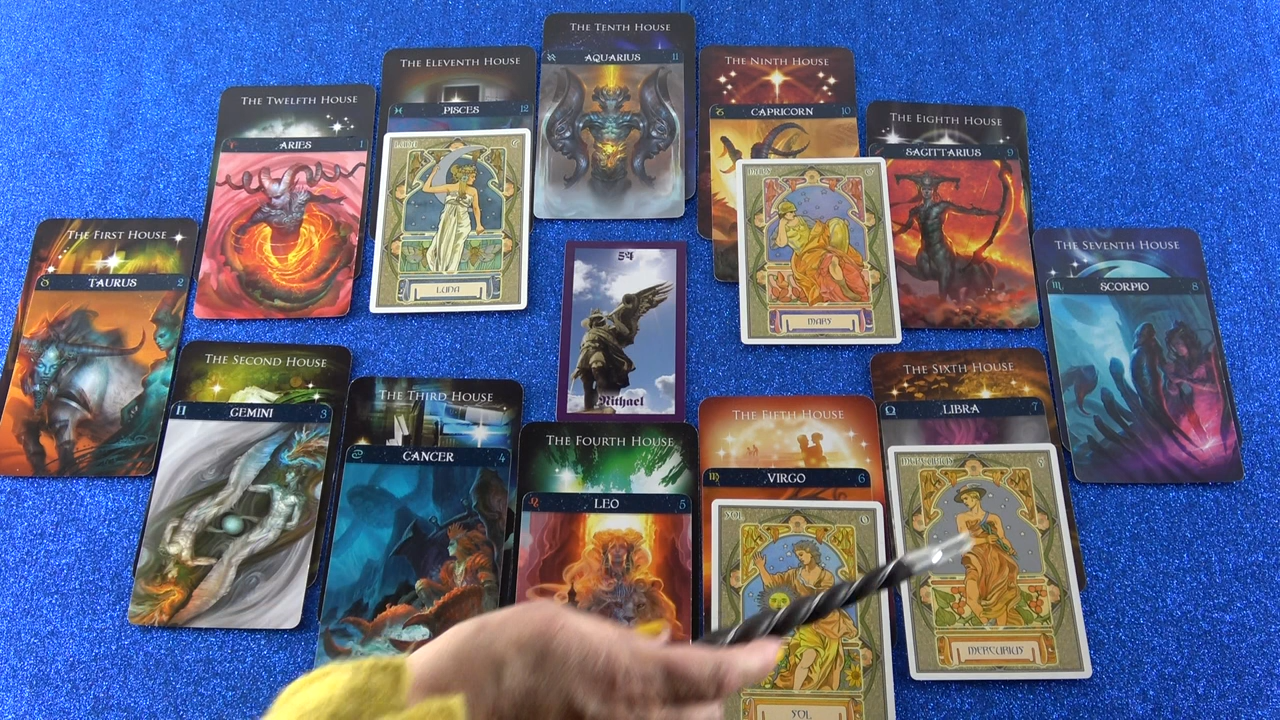 THE TENTH HOUSE
AQUARIUS 11
THE ELEVENTH HOUSE
PISCES 12
LUNA
LUNA
THE NINTH HOUSE
CAPRICORN 10
MARS
MARS
THE TWELFTH HOUSE
ARIES 1
THE EIGHTH HOUSE
SAGITTARIUS 9
THE FIRST HOUSE
TAURUS 2
THE SEVENTH HOUSE
SCORPIO 8
54
Nithael
THE SECOND HOUSE
GEMINI 3
THE THIRD HOUSE
CANCER 4
THE FOURTH HOUSE
LEO 5
THE FIFTH HOUSE
VIRGO 6
SOL
SOL
THE SIXTH HOUSE
LIBRA 7
MERCURIUS
MERCURIUS